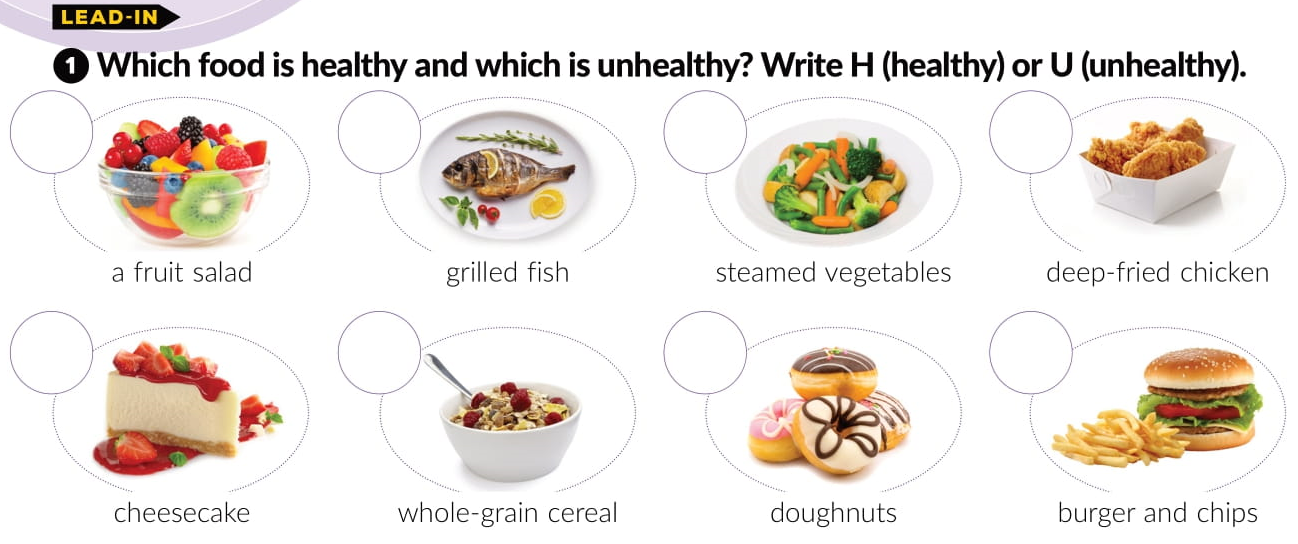 LEAD-IN
1 Which food is healthy and which is unhealthy? Write H (healthy) or U (unhealthy).
a fruit salad
grilled fish
steamed vegetables
deep-fried chicken
cheesecake
whole-grain cereal
doughnuts
burger and chips